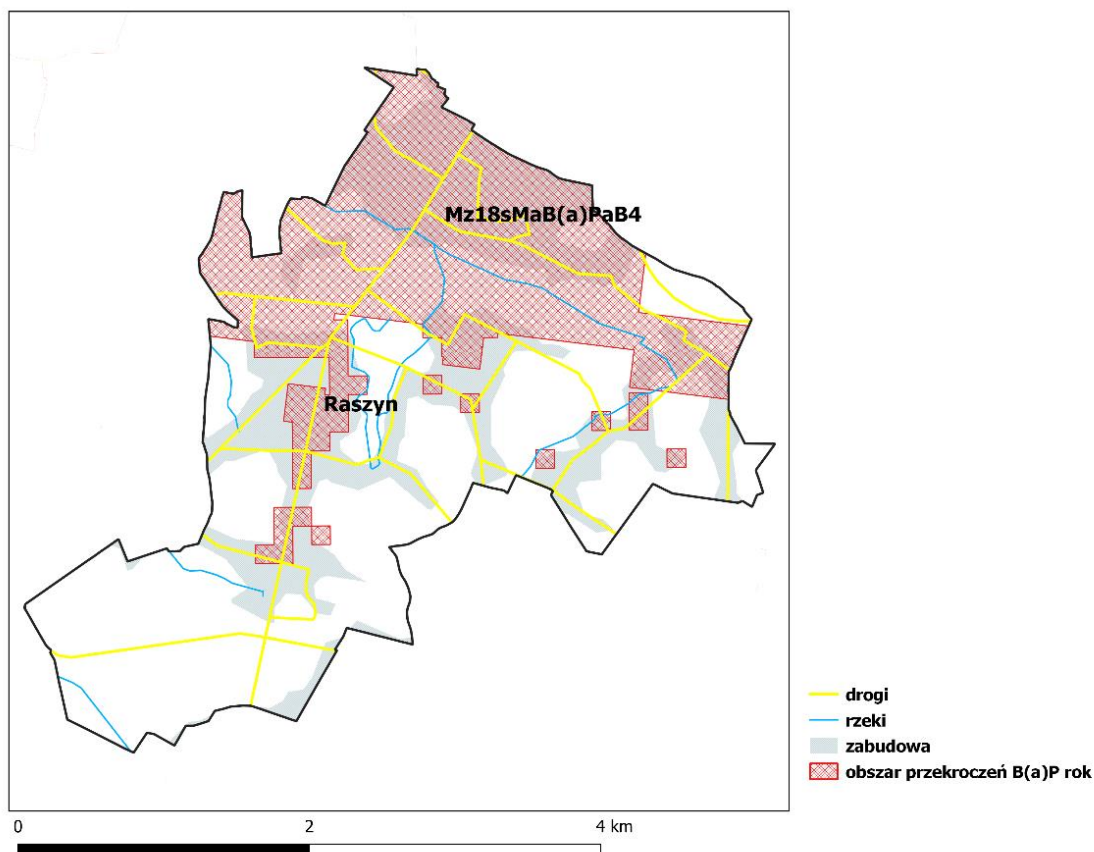 Mz18sMaB(a)PaB4
Raszyn
drogi
rzeki
zabudowa
obszar przekroczeń B(a)P rok
0 2 4 km